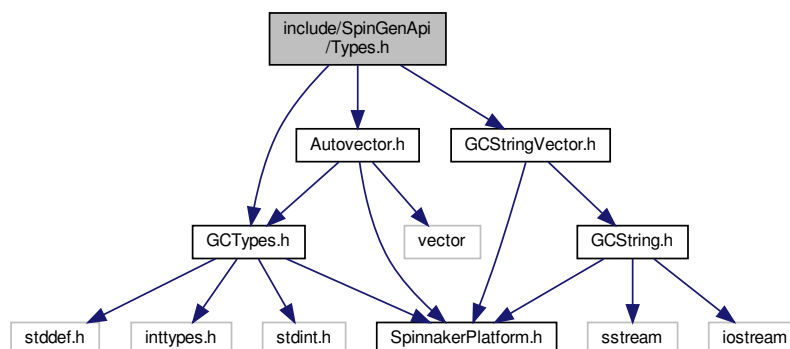 include/SpinGenApi
/Types.h
Autovector.h
GCStringVector.h
GCTypes.h
vector
GCString.h
stddef.h
inttypes.h
stdint.h
SpinnakerPlatform.h
sstream
iostream